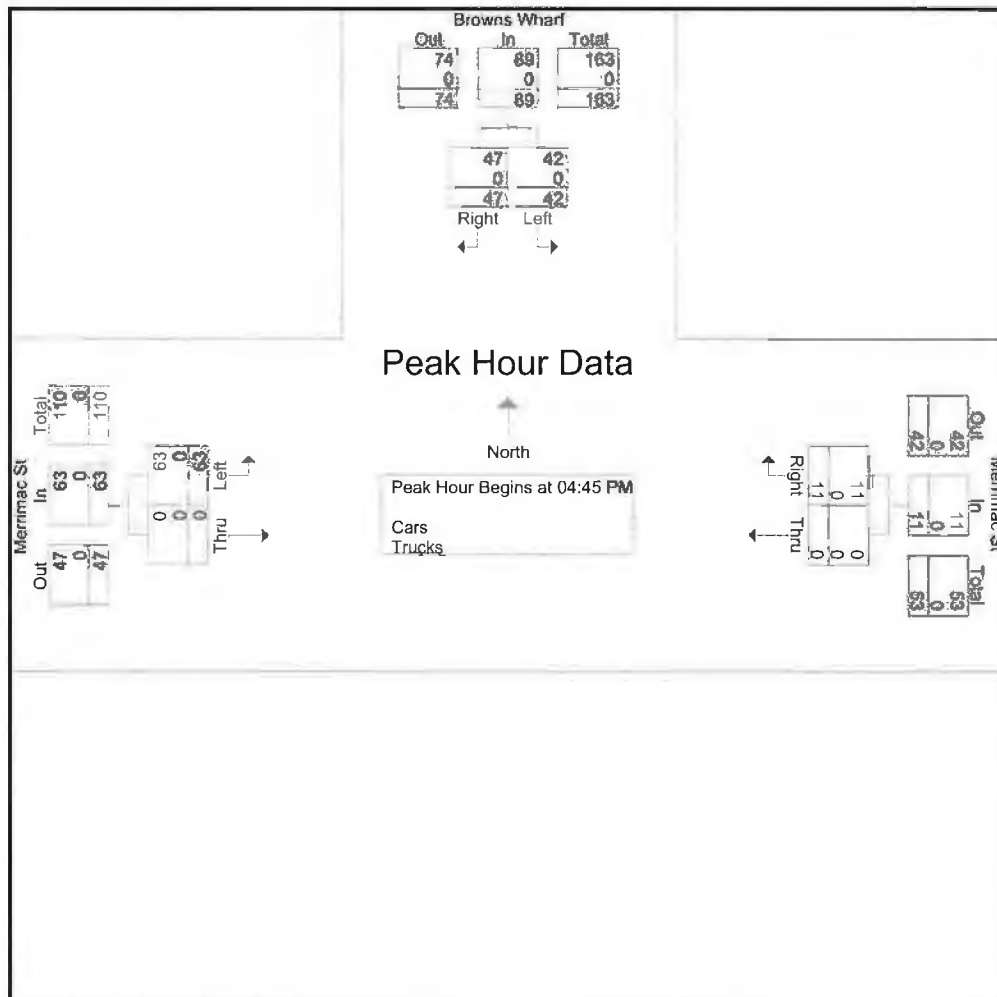 Browns Wharf
Out In Total
74 89 163
0 0 0
74 89 163
47 42
0 0
47 42
Right Left
Peak Hour Data
North
Peak Hour Begins at 04:45 PM
Cars
Trucks
Merrimac St
Out In Total
47 63 110
0 0 0
47 63 110
Thru Left
0 63
0 0
0 63
Right Thru
11 0
0 0
11 0
Merrimac St
Out In Total
42 11 53
0 0 0
42 11 53